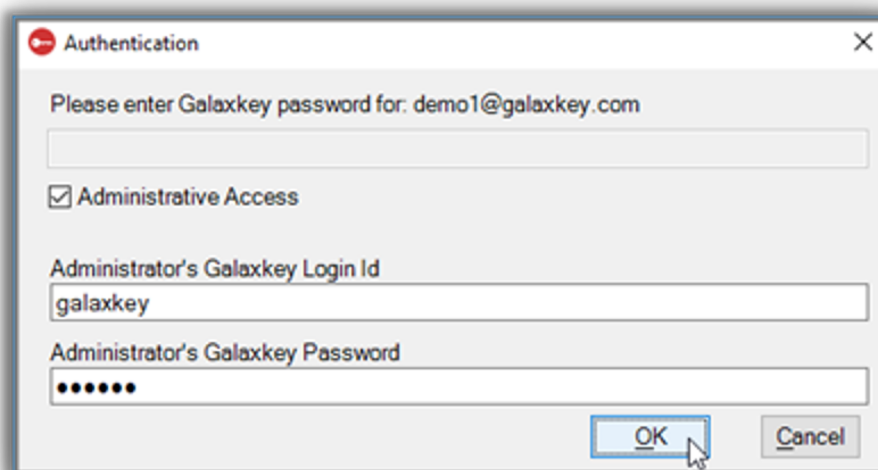 Authentication
Please enter Galaxkey password for: demo1@galaxkey.com
Administrative Access
Administrator's Galaxkey Login Id
galaxkey
Administrator's Galaxkey Password
••••••
OK Cancel